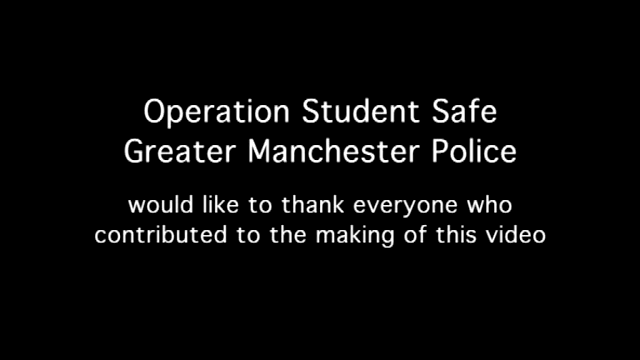 Operation Student Safe
Greater Manchester Police
would like to thank everyone who
contributed to the making of this video